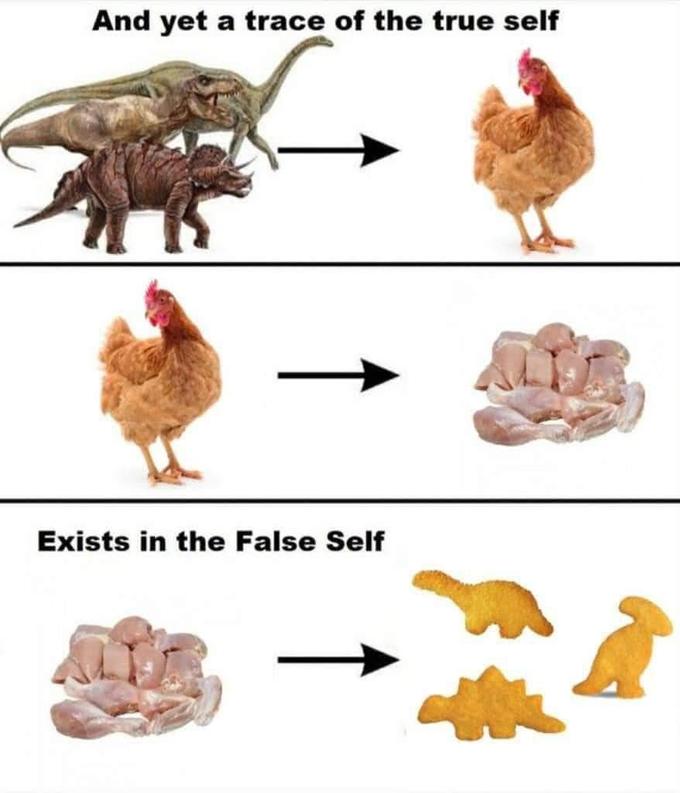 And yet a trace of the true self
Exists in the False Self